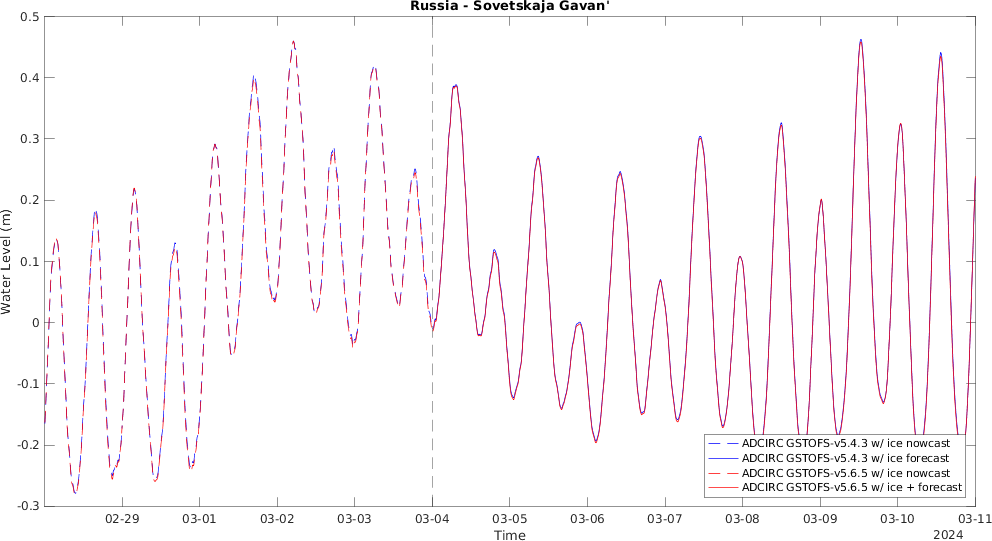 Russia - Sovetskaja Gavan'
0.5
0.4
0.3
0.2
0.1
0
-0.1
-0.2
-0.3
Water Level (m)
ADCIRC GSTOFS-v5.4.3 w/ ice nowcast
ADCIRC GSTOFS-v5.4.3 w/ ice forecast
ADCIRC GSTOFS-v5.6.5 w/ ice nowcast
ADCIRC GSTOFS-v5.6.5 w/ ice + forecast
02-29 03-01 03-02 03-03 03-04 03-05 03-06 03-07 03-08 03-09 03-10 03-11
Time
2024